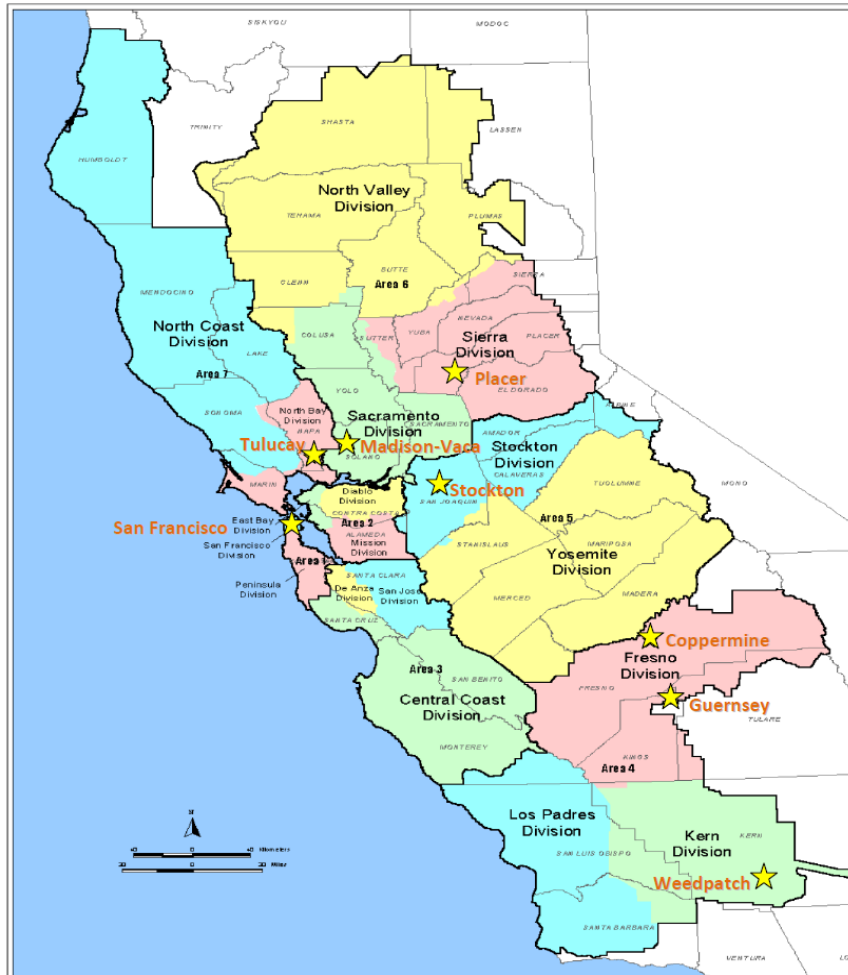 SISKYOU
MODOC
SHASTA
TRINITY
LASSEN
HUMBOLDT
North Valley
Division
TEHAMA
PLUMAS
BUTTE
Area 6
GLENN
SIERRA
MENDOCINO
NEVADA
COLUSA
YUBA
PLACER
SUTTER
North Coast
Division
Sierra
Division
LAKE
Area 7
Placer
YOLO
ELDORADO
ALPINE
North Bay
Division
SONOMA
NAPA
Sacramento
Division
SACRAMENTO
AMADOR
Tulucay
Madison-Vaca
Stockton
Division
SOLANO
CALAVERAS
MARIN
Stockton
Diablo
Division
SAN JOAQUIN
TUOLUMNE
MONO
CONTRA COSTA
San Francisco
East Bay
Division
Area 2
Area 5
ALAMEDA
Mission
Division
San Francisco
Division
STANISLAUS
MARIPOSA
Yosemite
Division
Area 1
SANTA CLARA
Peninsula
Division
De Anza
Division
San Jose
Division
MERCED
MADERA
SANTA CRUZ
Coppermine
Fresno
Division
Area 3
SAN BENITO
FRESNO
Central Coast
Division
Guernsey
TULARE
MONTEREY
KINGS
Area 4
Los Padres
Division
Kern
Division
KERN
SAN LUIS OBISPO
Weedpatch
SANTA BARBARA
VENTURA